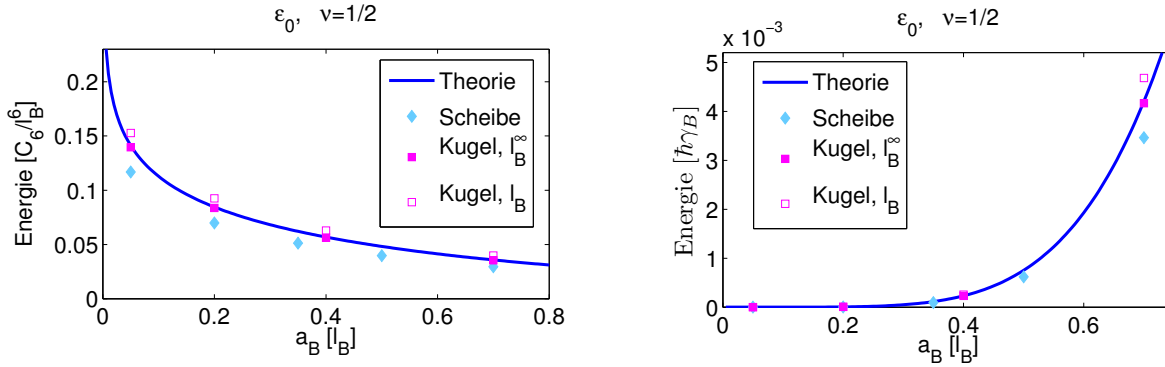 ε₀, ν=1/2
Energie [C₆/l_B⁶]
0.2
0.15
0.1
0.05
0
0 0.2 0.4 0.6 0.8
a_B [l_B]
Theorie
Scheibe
Kugel, l_B^∞
Kugel, l_B
ε₀, ν=1/2
x 10⁻³
Energie [ħγ_B]
5
4
3
2
1
0
0 0.2 0.4 0.6
a_B [l_B]
Theorie
Scheibe
Kugel, l_B^∞
Kugel, l_B